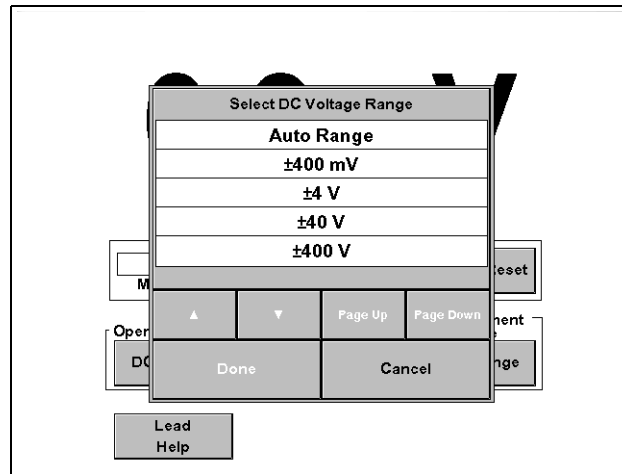 Select DC Voltage Range
Auto Range
±400 mV
±4 V
±40 V
±400 V
▲ ▼ Page Up Page Down
Done Cancel
Lead
Help